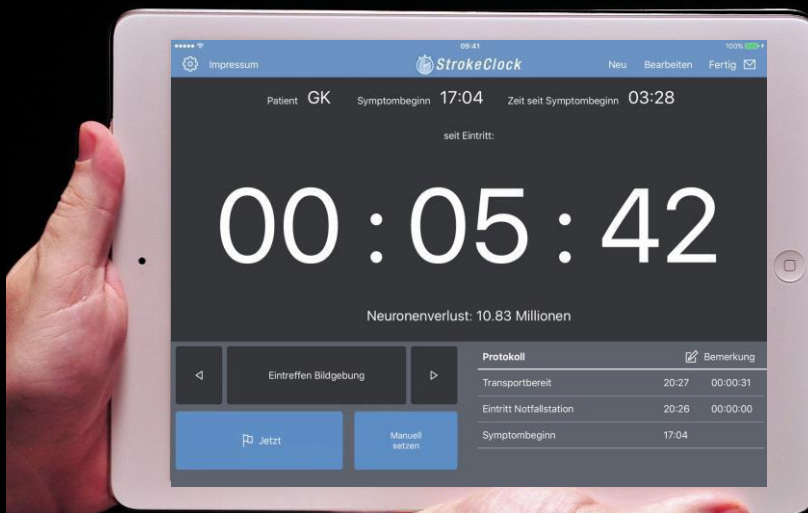 09:41 100%
Impressum StrokeClock Neu Bearbeiten Fertig
Patient GK Symptombeginn 17:04 Zeit seit Symptombeginn 03:28
seit Eintritt:
00 : 05 : 42
Neuronenverlust: 10.83 Millionen
Eintreffen Bildgebung
Jetzt
Manuell
setzen
Protokoll Bemerkung
Transportbereit 20:27 00:00:31
Eintritt Notfallstation 20:26 00:00:00
Symptombeginn 17:04